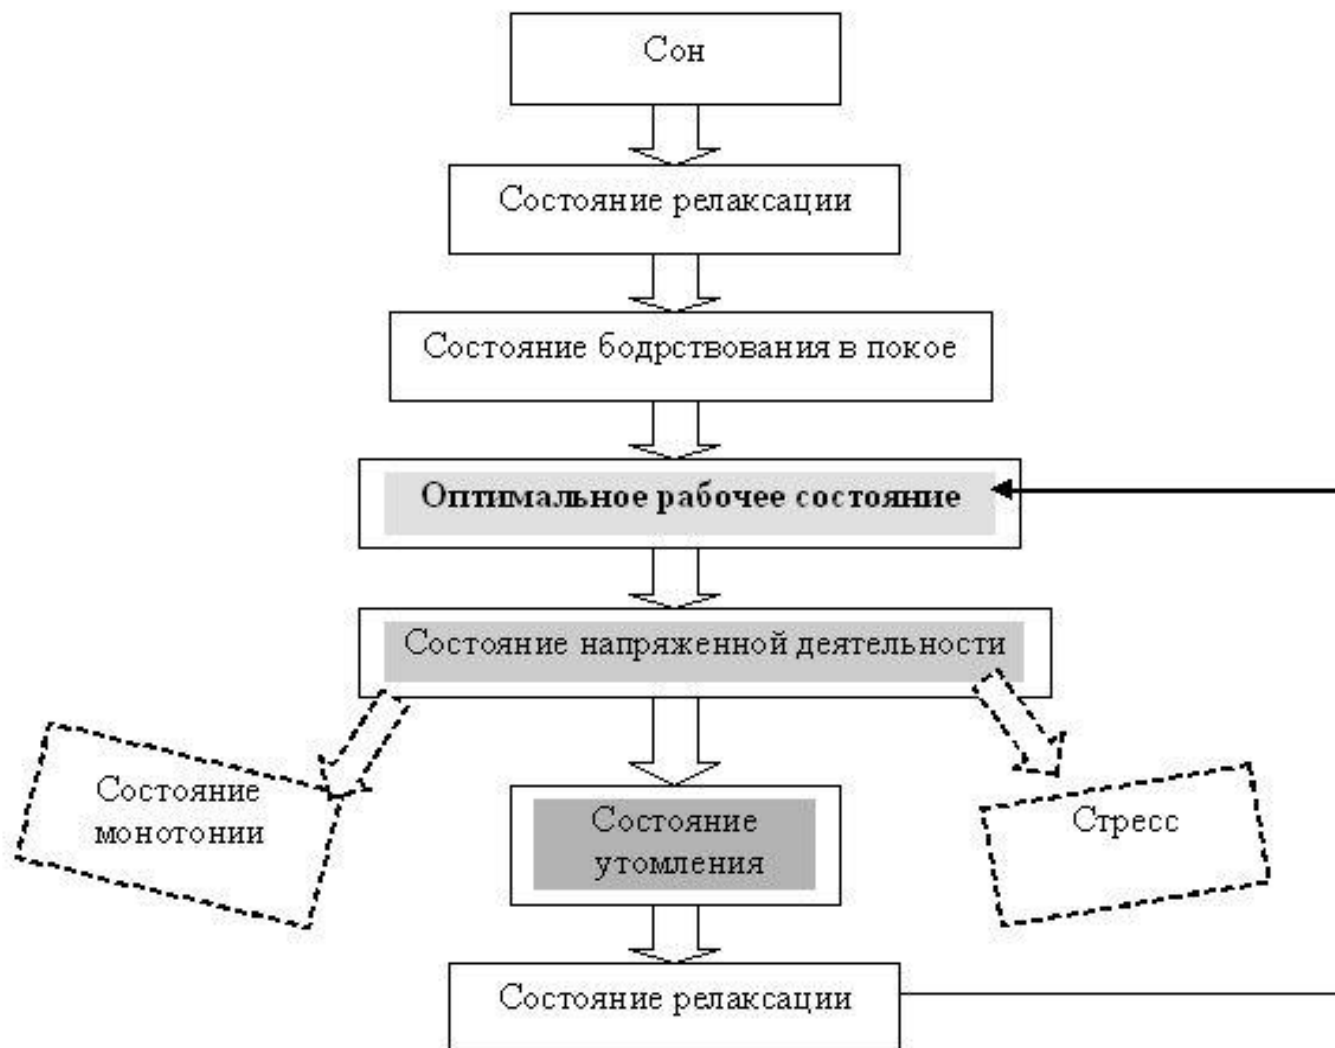 Сон
Состояние релаксации
Состояние бодрствования в покое
Оптимальное рабочее состояние
Состояние напряженной деятельности
Состояние
монотонии
Состояние
утомления
Стресс
Состояние релаксации